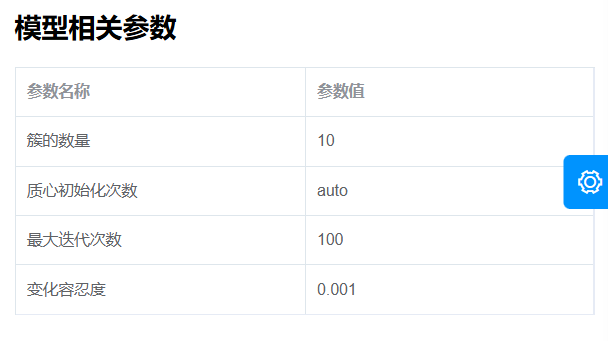 模型相关参数
参数名称 参数值
簇的数量 10
质心初始化次数 auto
最大迭代次数 100
变化容忍度 0.001